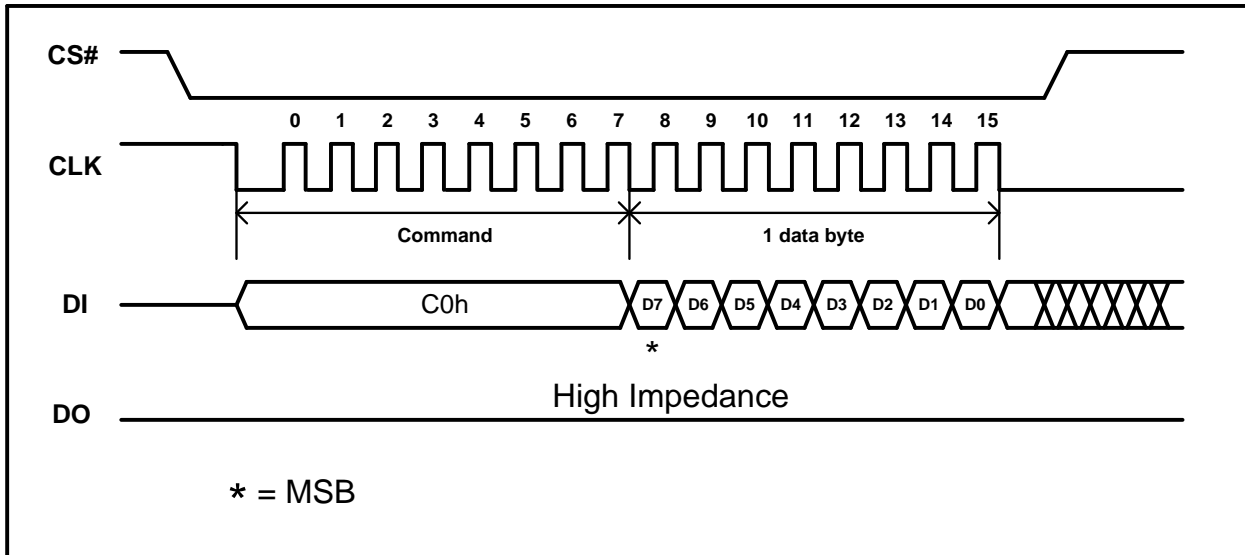 CS#
0 1 2 3 4 5 6 7 8 9 10 11 12 13 14 15
CLK
Command 1 data byte
DI C0h D7 D6 D5 D4 D3 D2 D1 D0
*
High Impedance
DO
* = MSB